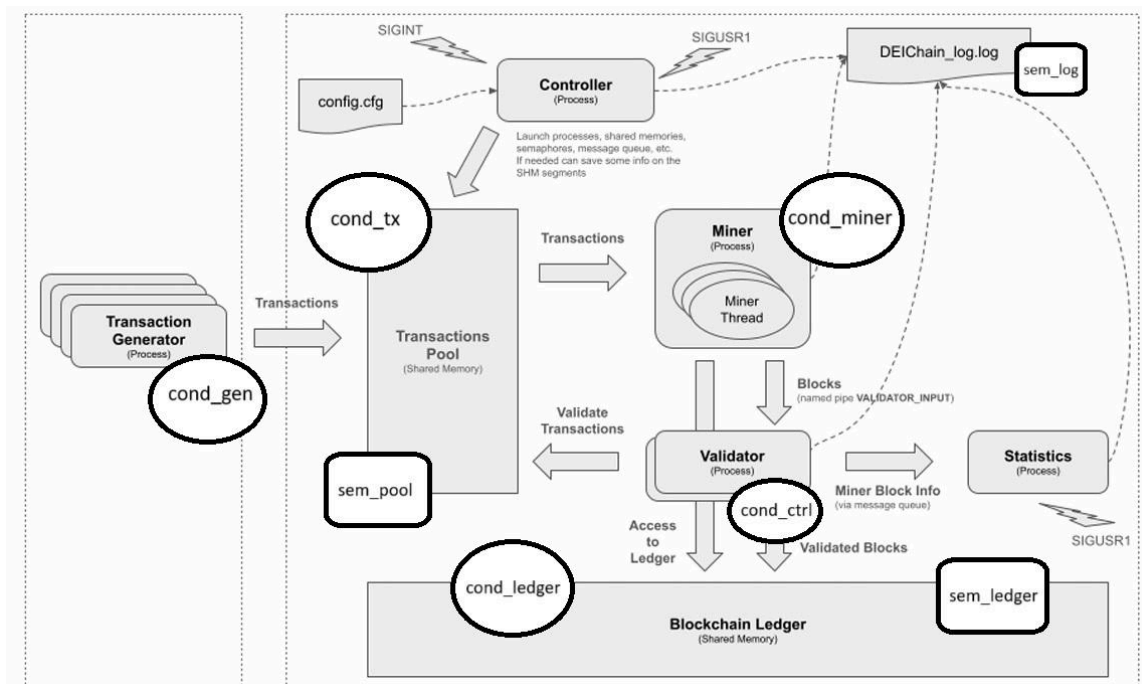 SIGINT
SIGUSR1
DEIChain_log.log
sem_log
Controller
(Process)
config.cfg
Launch processes, shared memories,
semaphores, message queue, etc.
If needed can save some info on the
SHM segments
cond_tx
cond_miner
Transactions
Miner
(Process)
Miner
Thread
Transactions
Transaction
Generator
(Process)
cond_gen
Transactions
Pool
(Shared Memory)
Blocks
(named pipe VALIDATOR_INPUT)
Validate
Transactions
Validator
(Process)
Statistics
(Process)
sem_pool
Miner Block Info
(via message queue)
cond_ctrl
Access
to
Ledger
Validated Blocks
SIGUSR1
cond_ledger
sem_ledger
Blockchain Ledger
(Shared Memory)